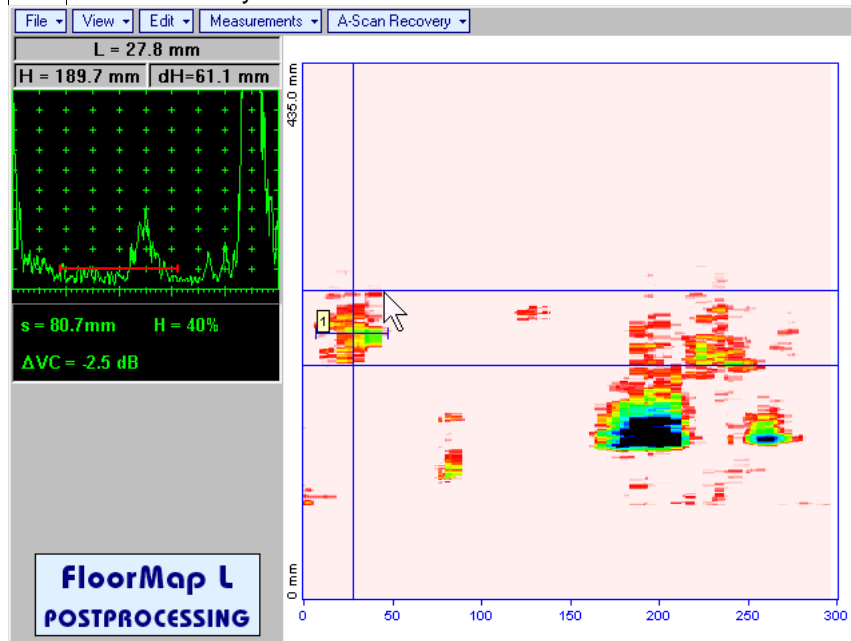 File View Edit Measurements A-Scan Recovery
L = 27.8 mm
H = 189.7 mm dH=61.1 mm
s = 80.7mm H = 40%
ΔVC = -2.5 dB
FloorMap L
POSTPROCESSING
435.0 mm
1
0 mm
0 50 100 150 200 250 300